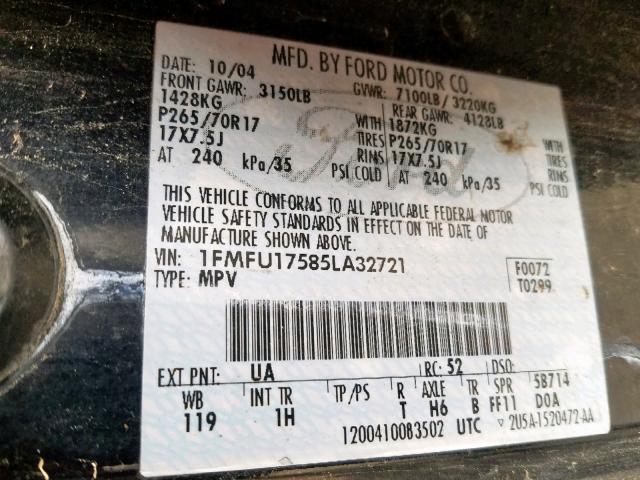 MFD. BY FORD MOTOR CO.
DATE: 10/04 GVWR: 7100LB / 3220KG
FRONT GAWR: 3150LB REAR GAWR: 4128LB
1428KG WITH 1872KG WITH
P265/70R17 TIRES P265/70R17 TIRES
17X7.5J RIMS 17X7.5J RIMS
AT 240 kPa/35 PSI COLD AT 240 kPa/35 PSI COLD
Ford
THIS VEHICLE CONFORMS TO ALL APPLICABLE FEDERAL MOTOR
VEHICLE SAFETY STANDARDS IN EFFECT ON THE DATE OF
MANUFACTURE SHOWN ABOVE.
VIN: 1FMFU17585LA32721
TYPE: MPV
F0072
T0299
EXT PNT: UA RC: 52 DSO:
WB INT TR TP/PS R AXLE TR SPR 5B714
119 1H T H6 B FF11 DOA
1200410083502 UTC 2U5A-1520472-AA